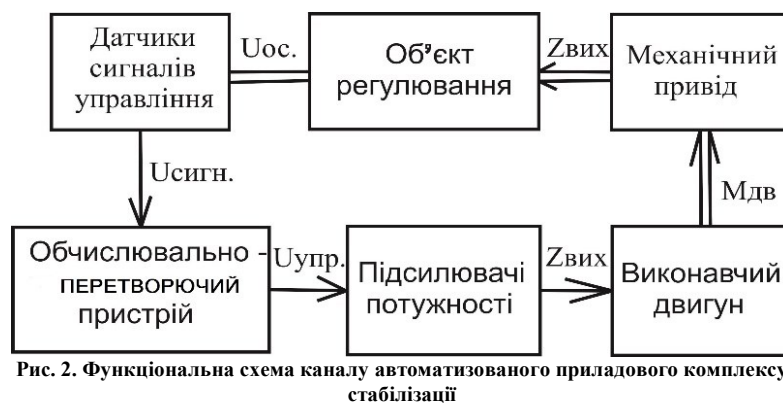 Датчики
сигналів
управління
Uос.
Об’єкт
регулювання
Zвих
Механічний
привід
Uсигн.
Мдв
Обчислювально -
перетворючий
пристрій
Uупр.
Підсилювачі
потужності
Zвих
Виконавчий
двигун
Рис. 2. Функціональна схема каналу автоматизованого приладового комплексу
стабілізації